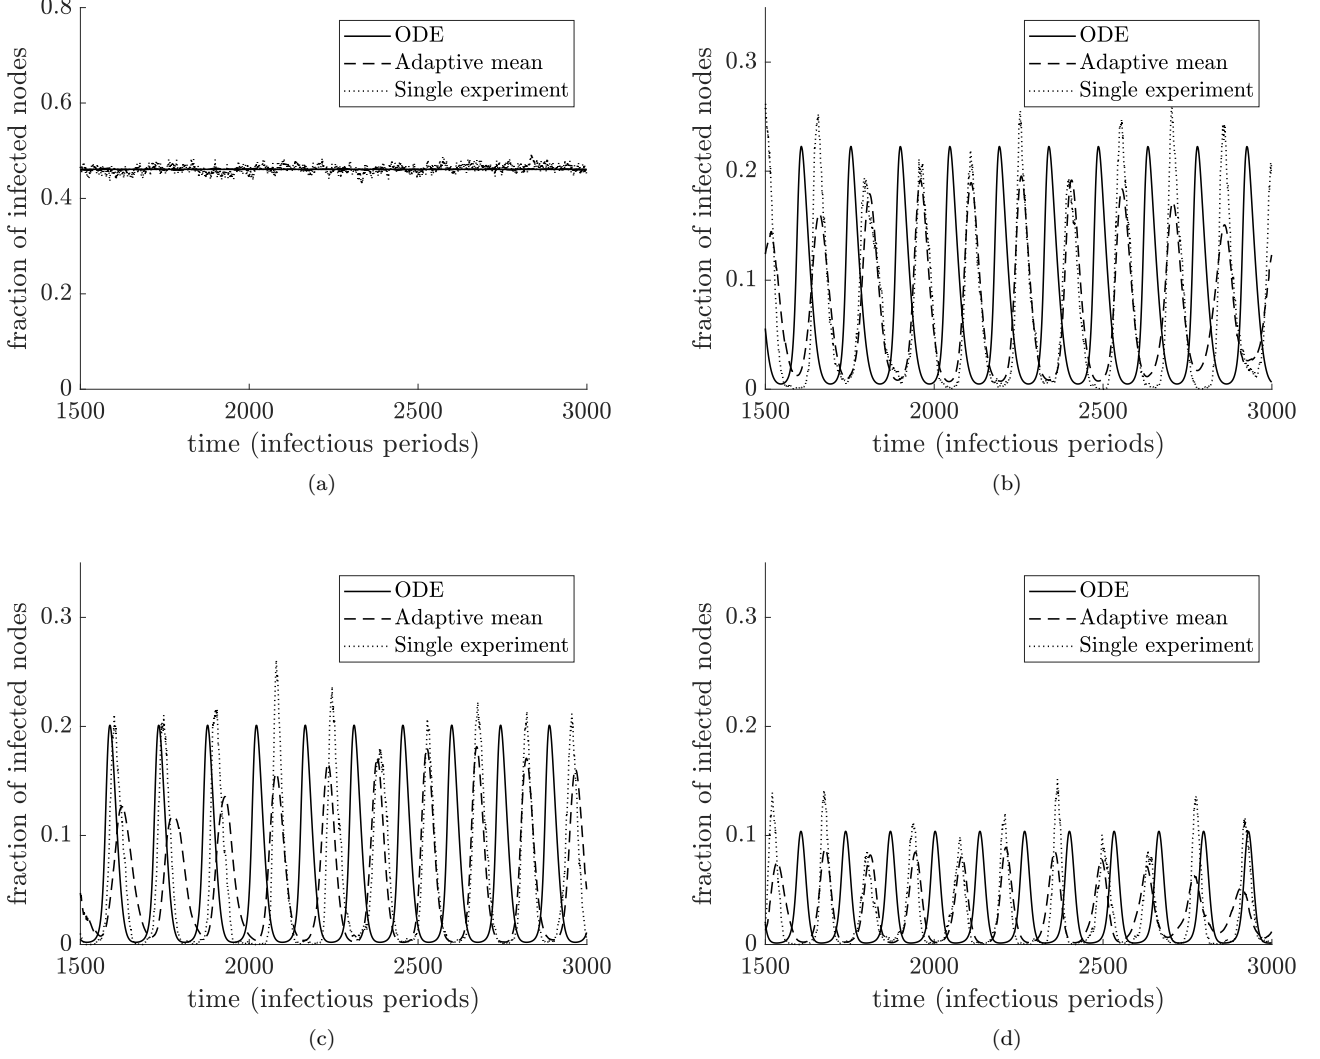 0.8
0.6
0.4
0.2
0
fraction of infected nodes
ODE
Adaptive mean
Single experiment
1500 2000 2500 3000
time (infectious periods)
(a)
0.3
0.2
0.1
0
fraction of infected nodes
ODE
Adaptive mean
Single experiment
1500 2000 2500 3000
time (infectious periods)
(b)
0.3
0.2
0.1
0
fraction of infected nodes
ODE
Adaptive mean
Single experiment
1500 2000 2500 3000
time (infectious periods)
(c)
0.3
0.2
0.1
0
fraction of infected nodes
ODE
Adaptive mean
Single experiment
1500 2000 2500 3000
time (infectious periods)
(d)